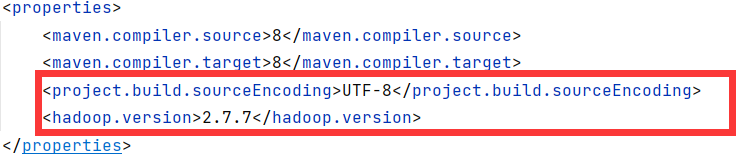 <properties>
    <maven.compiler.source>8</maven.compiler.source>
    <maven.compiler.target>8</maven.compiler.target>
    <project.build.sourceEncoding>UTF-8</project.build.sourceEncoding>
    <hadoop.version>2.7.7</hadoop.version>
</properties>